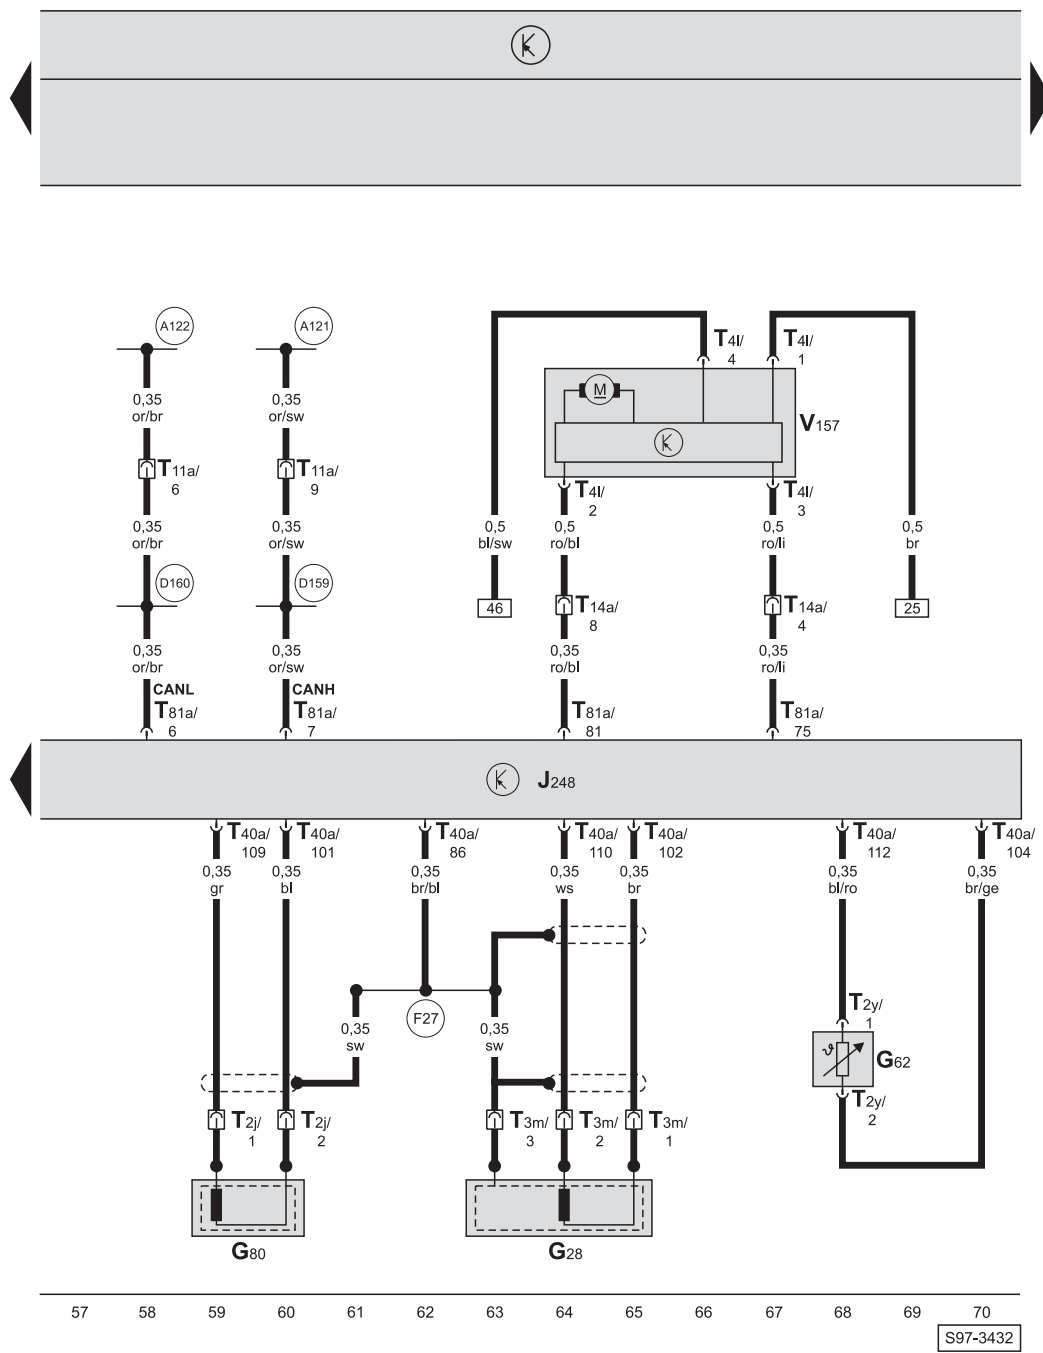 A122
A121
T4l/
4
T4l/
1
0,35
or/br
0,35
or/sw
M
V157
T11a/
6
T11a/
9
T4l/
2
T4l/
3
0,35
or/br
0,35
or/sw
0,5
bl/sw
0,5
ro/bl
0,5
ro/li
0,5
br
D160
D159
46
T14a/
8
T14a/
4
25
0,35
or/br
0,35
or/sw
0,35
ro/bl
0,35
ro/li
CANL
CANH
T81a/
6
T81a/
7
T81a/
81
T81a/
75
J248
T40a/
109
T40a/
101
T40a/
86
T40a/
110
T40a/
102
T40a/
112
T40a/
104
0,35
gr
0,35
bl
0,35
br/bl
0,35
ws
0,35
br
0,35
bl/ro
0,35
br/ge
F27
T2y/
1
0,35
sw
0,35
sw
ϑ
G62
T2y/
2
T2j/
1
T2j/
2
T3m/
3
T3m/
2
T3m/
1
G80
G28
57 58 59 60 61 62 63 64 65 66 67 68 69 70
S97-3432